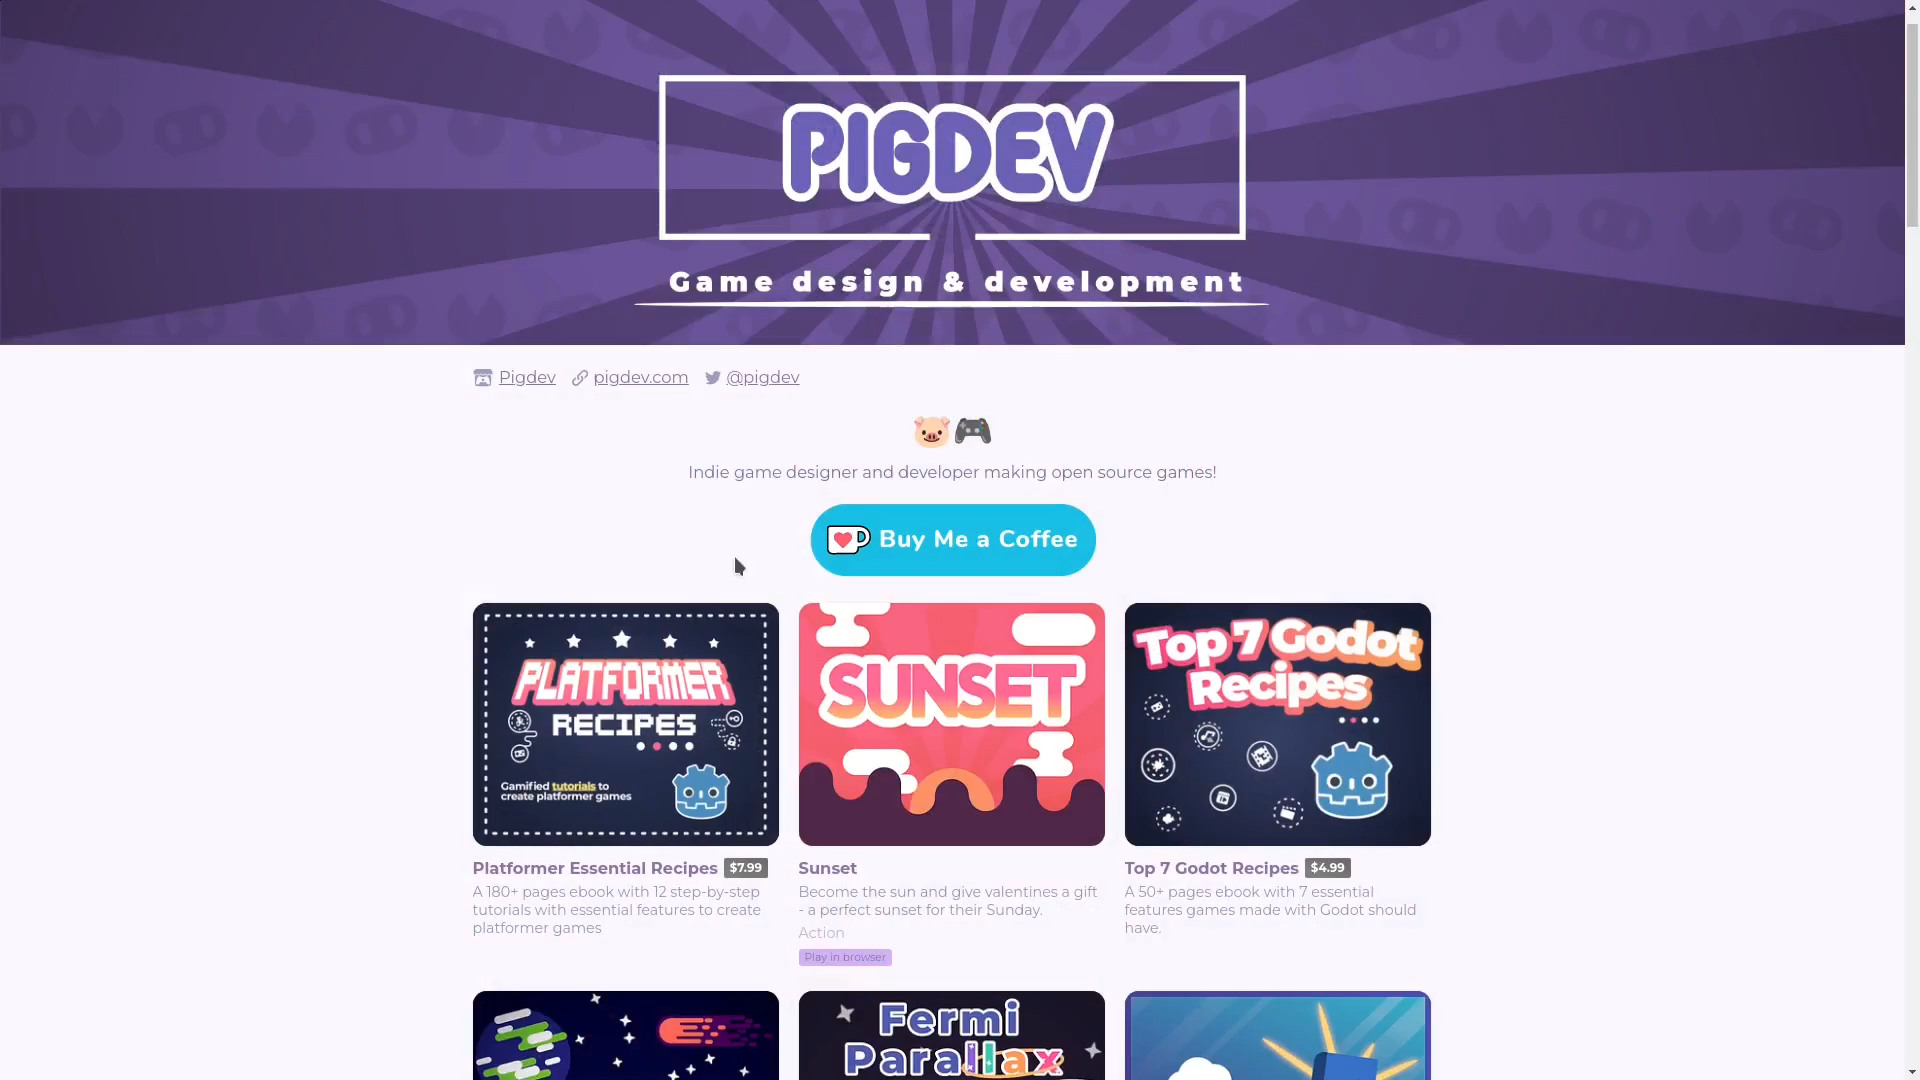 PIGDEV
Game design & development
Pigdev pigdev.com @pigdev
Indie game designer and developer making open source games!
Buy Me a Coffee
PLATFORMER
RECIPES
Gamified tutorials to
create platformer games
SUNSET
Top 7 Godot
Recipes
Platformer Essential Recipes $7.99
A 180+ pages ebook with 12 step-by-step
tutorials with essential features to create
platformer games
Sunset
Become the sun and give valentines a gift
- a perfect sunset for their Sunday.
Action
Play in browser
Top 7 Godot Recipes $4.99
A 50+ pages ebook with 7 essential
features games made with Godot should
have.
Fermi
Parallax